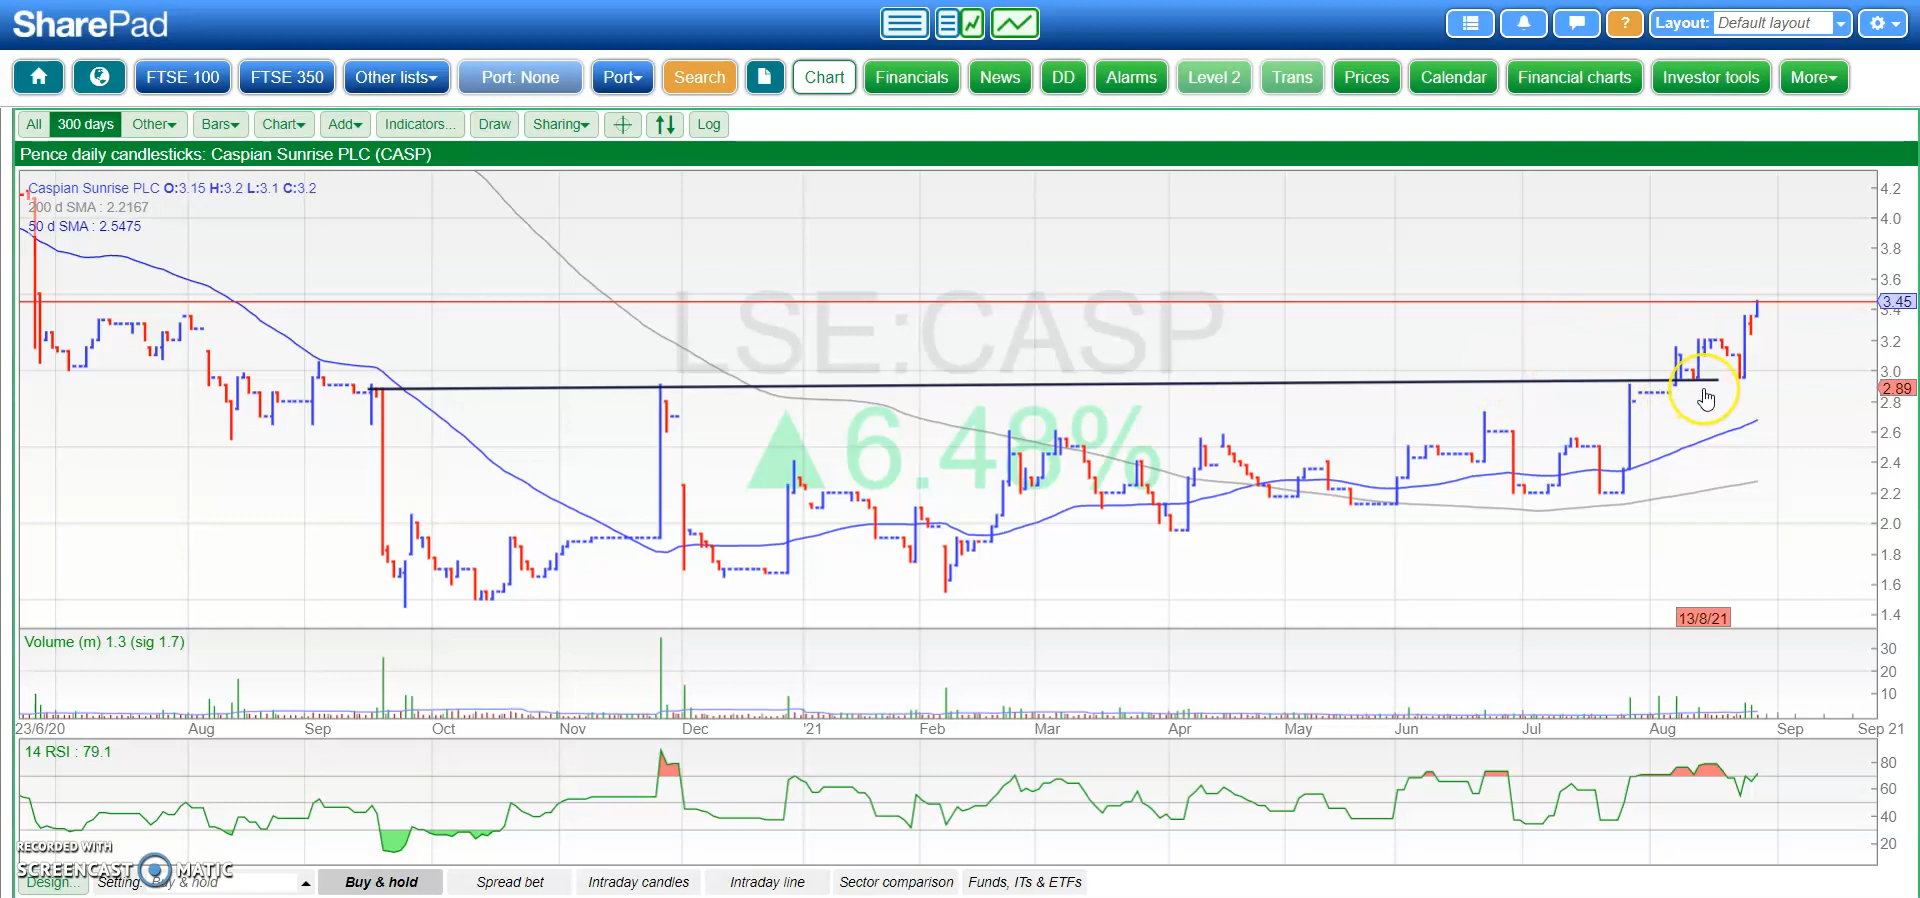 SharePad
Layout: Default layout
FTSE 100 FTSE 350 Other lists Port: None Port Search Chart Financials News DD Alarms Level 2 Trans Prices Calendar Financial charts Investor tools More
All 300 days Other Bars Chart Add Indicators... Draw Sharing Log
Pence daily candlesticks: Caspian Sunrise PLC (CASP)
Caspian Sunrise PLC O:3.15 H:3.2 L:3.1 C:3.2
200 d SMA : 2.2167
50 d SMA : 2.5475
LSE:CASP
▲6.48%
4.2
4.0
3.8
3.6
3.45
3.4
3.2
3.0
2.89
2.8
2.6
2.4
2.2
2.0
1.8
1.6
1.4
13/8/21
Volume (m) 1.3 (sig 1.7)
30
20
10
23/6/20 Aug Sep Oct Nov Dec '21 Feb Mar Apr May Jun Jul Aug Sep Sep 21
14 RSI : 79.1
80
60
40
20
RECORDED WITH
SCREENCAST MATIC
Design... Setting: Buy & hold Buy & hold Spread bet Intraday candles Intraday line Sector comparison Funds, ITs & ETFs